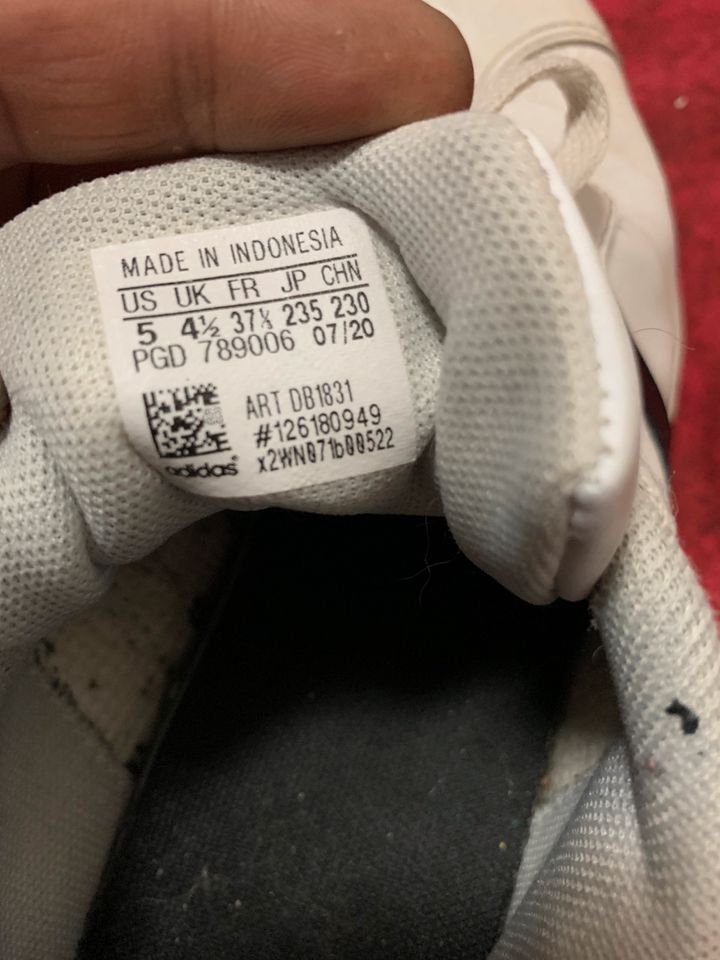 MADE IN INDONESIA
US UK FR JP CHN
5 4½ 37⅓ 235 230
PGD 789006 07/20
ART DB1831
#126180949
x2WN071b00522
adidas